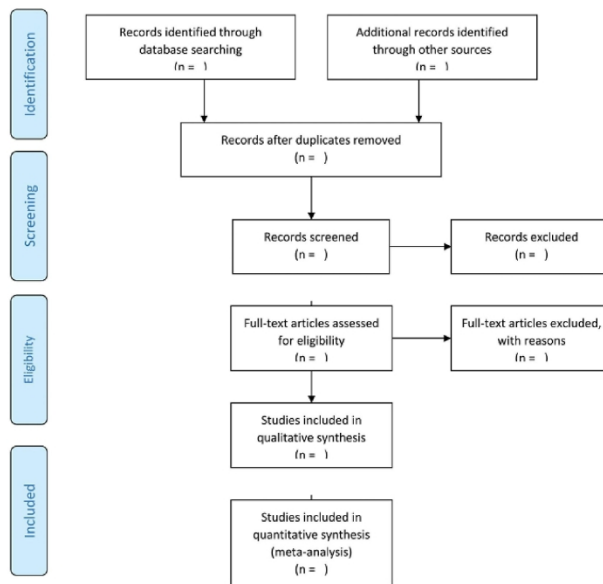 Identification
Records identified through
database searching
(n =   )
Additional records identified
through other sources
(n =   )
Records after duplicates removed
(n =   )
Screening
Records screened
(n =   )
Records excluded
(n =   )
Eligibility
Full-text articles assessed
for eligibility
(n =   )
Full-text articles excluded,
with reasons
(n =   )
Studies included in
qualitative synthesis
(n =   )
Included
Studies included in
quantitative synthesis
(meta-analysis)
(n =   )